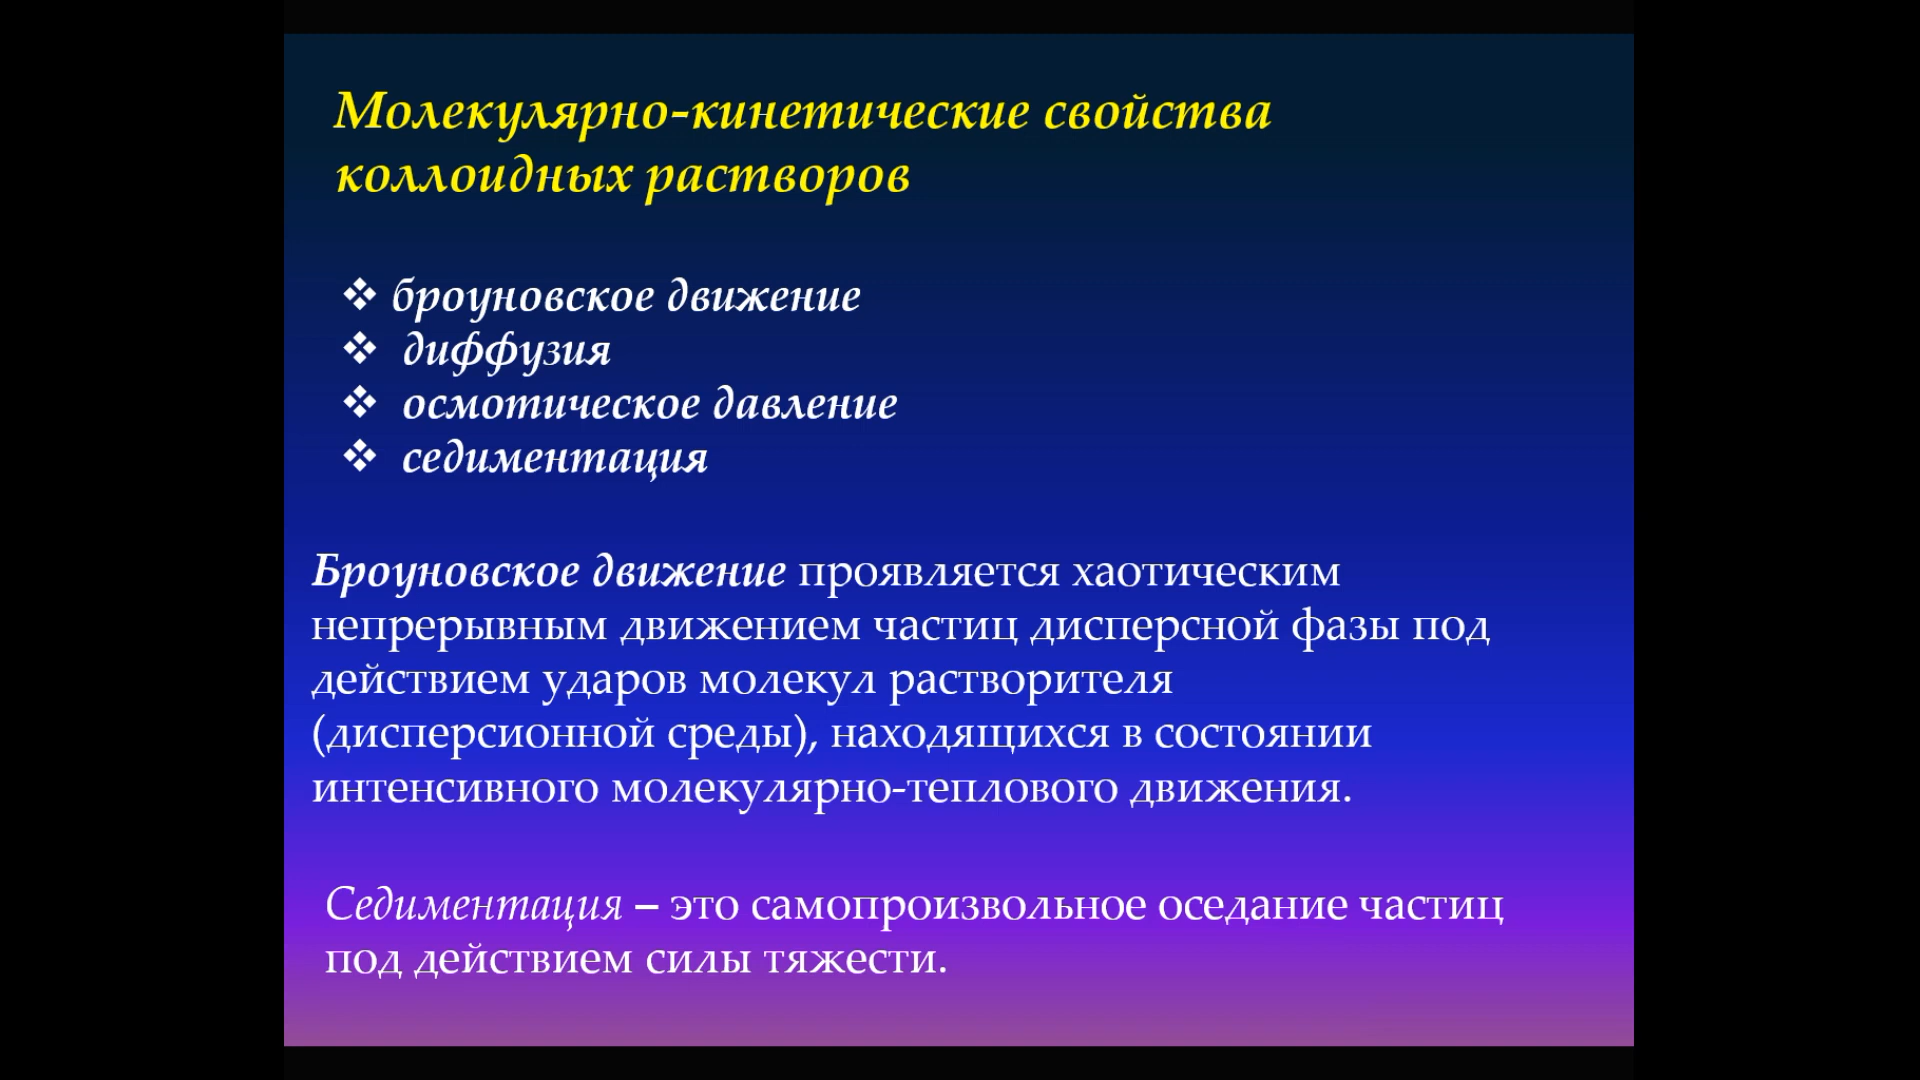 Молекулярно-кинетические свойства
коллоидных растворов
❖ броуновское движение
❖ диффузия
❖ осмотическое давление
❖ седиментация
Броуновское движение проявляется хаотическим
непрерывным движением частиц дисперсной фазы под
действием ударов молекул растворителя
(дисперсионной среды), находящихся в состоянии
интенсивного молекулярно-теплового движения.
Седиментация – это самопроизвольное оседание частиц
под действием силы тяжести.